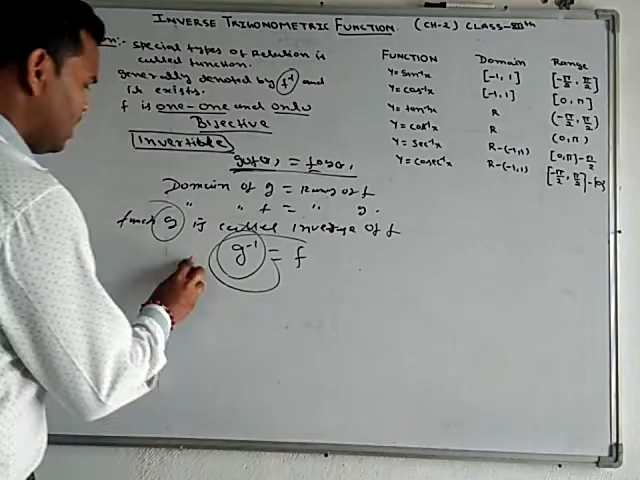 INVERSE TRIGONOMETRIC FUNCTION (CH-2) CLASS-XIIth
special types of Relation is
called function.
generally denoted by f⁻¹ and
it exists.
f is one-one and only
Bijective
Invertible
gof(x) = fog(x)
Domain of g = Range of f
" " f = " g.
g is called inverse of f
g⁻¹ = f
FUNCTION Domain Range
y=sin⁻¹x [-1, 1] [-π/2, π/2]
y=cos⁻¹x [-1, 1] [0, π]
y=tan⁻¹x R (-π/2, π/2)
y=cot⁻¹x R (0, π)
y=sec⁻¹x R-(-1,1) [0,π]-π/2
y=cosec⁻¹x R-(-1,1) [-π/2, π/2]-{0}